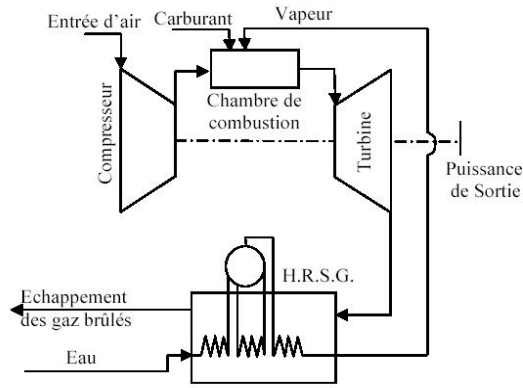 Entrée d'air
Carburant
Vapeur
Compresseur
Chambre de
combustion
Turbine
Puissance
de Sortie
H.R.S.G.
Echappement
des gaz brûlés
Eau